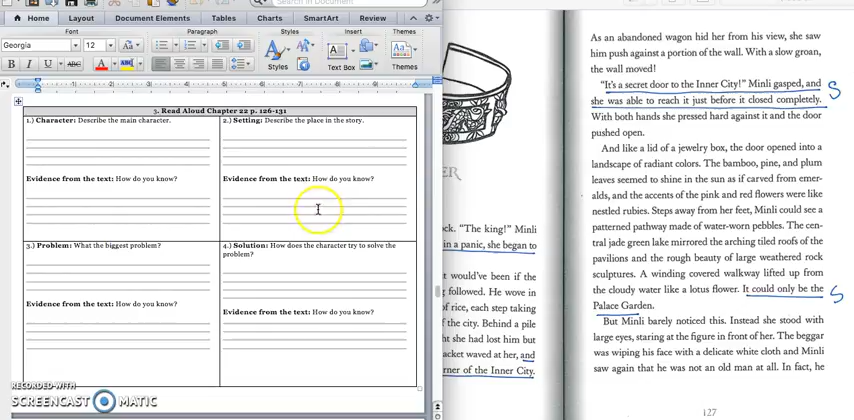 Search in Document
Home Layout Document Elements Tables Charts SmartArt Review
Font Paragraph Styles Insert Themes
Georgia 12 Aa
B I U ABC A ABC Styles Text Box Themes
3. Read Aloud Chapter 22 p. 126-131
1.) Character: Describe the main character.
Evidence from the text: How do you know?
2.) Setting: Describe the place in the story.
Evidence from the text: How do you know?
3.) Problem: What the biggest problem?
Evidence from the text: How do you know?
4.) Solution: How does the character try to solve the
problem?
Evidence from the text: How do you know?
RECORDED WITH
SCREENCAST MATIC
ER
ock. "The king!" Minli
in a panic, she began to
t would've been if the
g followed. He wove in
of rice, each step taking
f the city. Behind a pile
ht she had lost him but
acket waved at her, and
rner of the Inner City.
As an abandoned wagon hid her from his view, she saw
him push against a portion of the wall. With a slow groan,
the wall moved!
"It's a secret door to the Inner City!" Minli gasped, and S
she was able to reach it just before it closed completely.
With both hands she pressed hard against it and the door
pushed open.
And like a lid of a jewelry box, the door opened into a
landscape of radiant colors. The bamboo, pine, and plum
leaves seemed to shine in the sun as if carved from emer-
alds, and the accents of the pink and red flowers were like
nestled rubies. Steps away from her feet, Minli could see a
patterned pathway made of water-worn pebbles. The cen-
tral jade green lake mirrored the arching tiled roofs of the
pavilions and the rough beauty of large weathered rock
sculptures. A winding covered walkway lifted up from
the cloudy water like a lotus flower. It could only be the S
Palace Garden.
But Minli barely noticed this. Instead she stood with
large eyes, staring at the figure in front of her. The beggar
was wiping his face with a delicate white cloth and Minli
saw again that he was not an old man at all. In fact, he
127